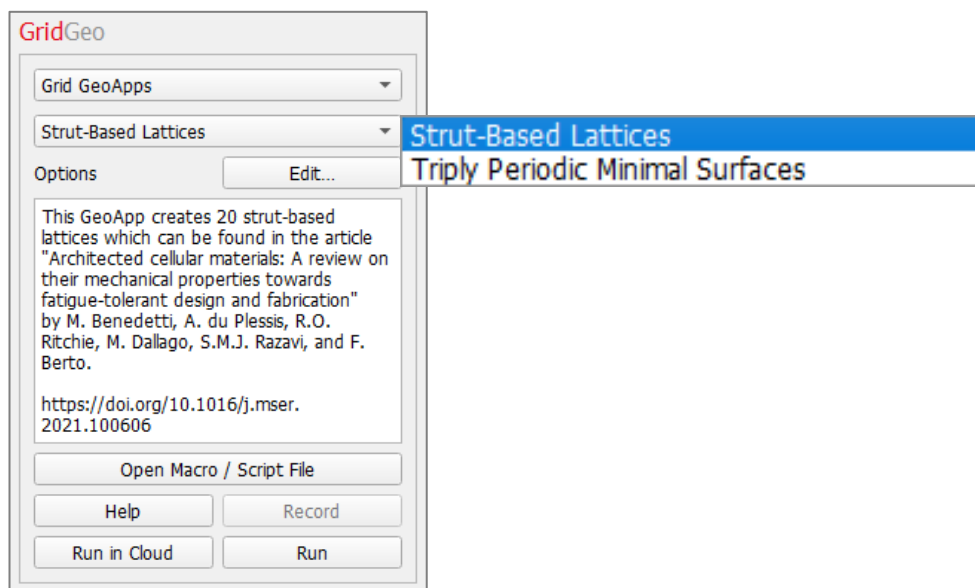 GridGeo
Grid GeoApps
Strut-Based Lattices
Strut-Based Lattices
Triply Periodic Minimal Surfaces
Options
Edit...
This GeoApp creates 20 strut-based
lattices which can be found in the article
"Architected cellular materials: A review on
their mechanical properties towards
fatigue-tolerant design and fabrication"
by M. Benedetti, A. du Plessis, R.O.
Ritchie, M. Dallago, S.M.J. Razavi, and F.
Berto.
https://doi.org/10.1016/j.mser.
2021.100606
Open Macro / Script File
Help
Record
Run in Cloud
Run